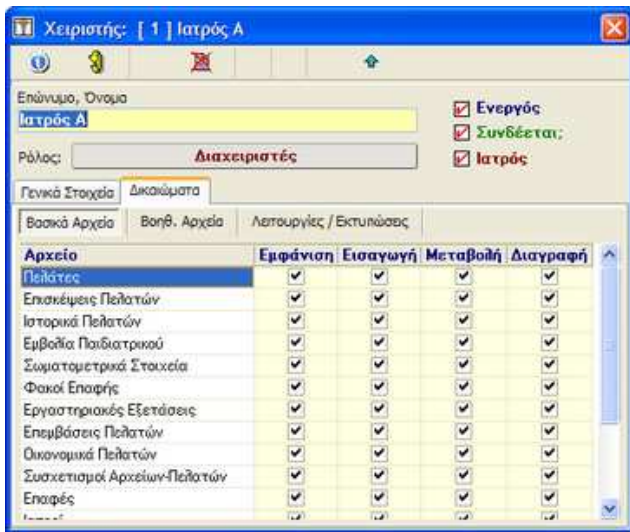 Χειριστής: [ 1 ] Ιατρός Α
Επώνυμο, Όνομα
Ιατρός Α
Ενεργός
Συνδέεται;
Ρόλος: Διαχειριστές Ιατρός
Γενικά Στοιχεία Δικαιώματα
Βασικά Αρχεία Βοηθ. Αρχεία Λειτουργίες / Εκτυπώσεις
Αρχείο Εμφάνιση Εισαγωγή Μεταβολή Διαγραφή
Πελάτες
Επισκέψεις Πελατών
Ιστορικά Πελατών
Εμβολία Παιδιατρικού
Σωματομετρικά Στοιχεία
Φακοί Επαφής
Εργαστηριακές Εξετάσεις
Επεμβάσεις Πελατών
Οικονομικά Πελατών
Συσχετισμοί Αρχείων-Πελατών
Επαφές